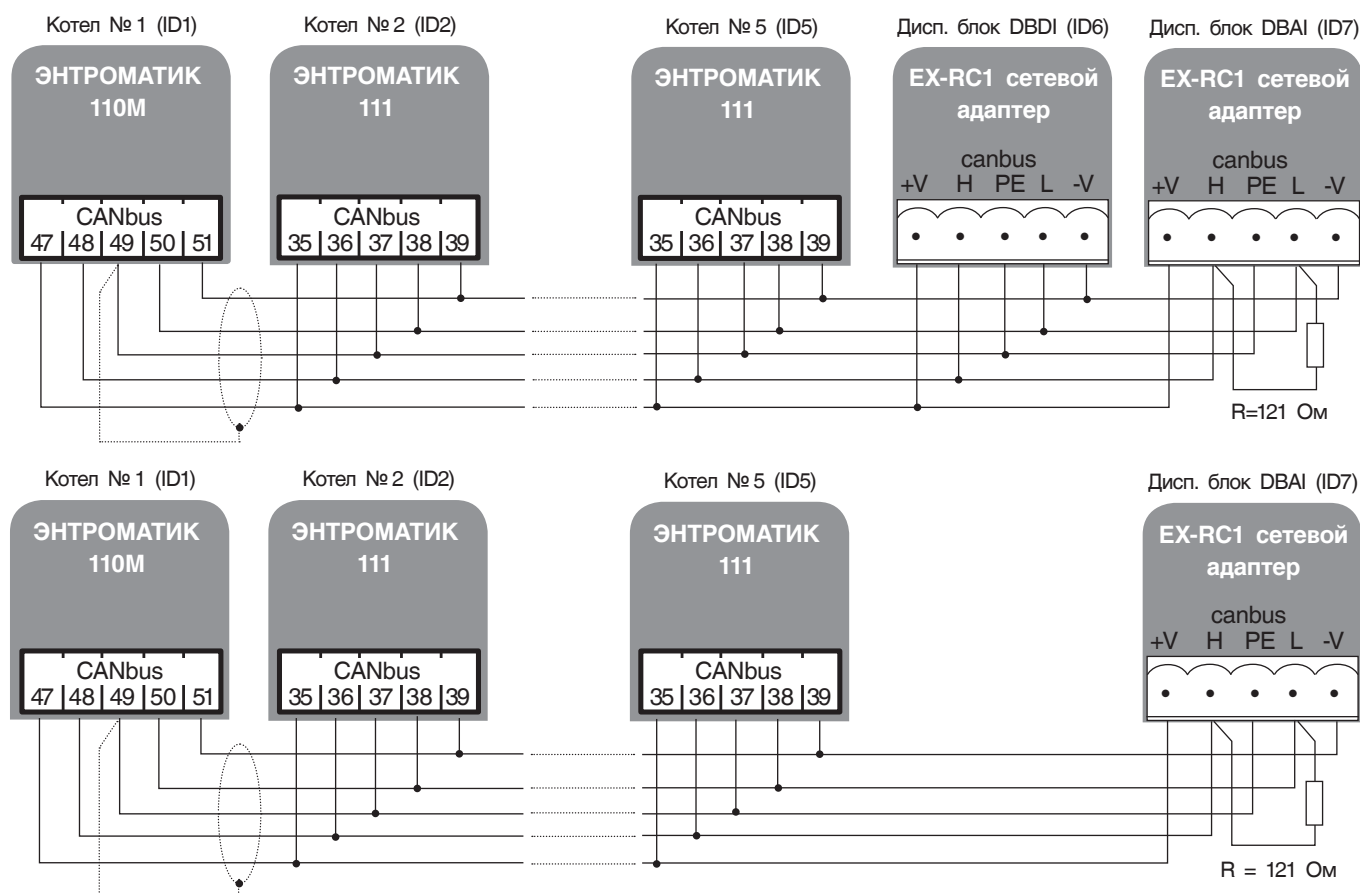 Котел № 1 (ID1) Котел № 2 (ID2) Котел № 5 (ID5) Дисп. блок DBDI (ID6) Дисп. блок DBAI (ID7)
ЭНТРОМАТИК 110М
ЭНТРОМАТИК 111
ЭНТРОМАТИК 111
EX-RC1 сетевой адаптер
EX-RC1 сетевой адаптер
canbus
canbus
+V H PE L -V
+V H PE L -V
CANbus
CANbus
CANbus
47 48 49 50 51
35 36 37 38 39
35 36 37 38 39
R=121 Ом
Котел № 1 (ID1) Котел № 2 (ID2) Котел № 5 (ID5) Дисп. блок DBAI (ID7)
ЭНТРОМАТИК 110М
ЭНТРОМАТИК 111
ЭНТРОМАТИК 111
EX-RC1 сетевой адаптер
canbus
+V H PE L -V
CANbus
CANbus
CANbus
47 48 49 50 51
35 36 37 38 39
35 36 37 38 39
R = 121 Ом